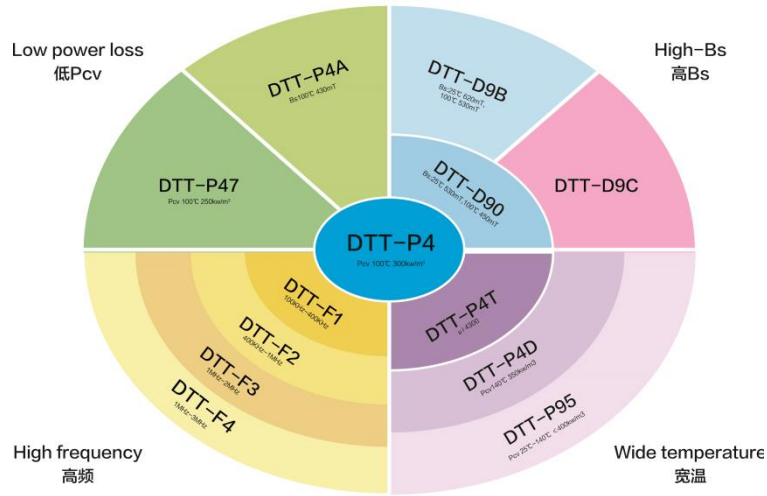 Low power loss
低Pcv
High-Bs
高Bs
DTT-P4A
Bs100℃ 430mT
DTT-D9B
Bs:25℃ 620mT,
100℃ 530mT
DTT-P47
Pcv 100℃ 250kw/m³
DTT-D90
Bs:25℃ 530mT,100℃ 450mT
DTT-D9C
DTT-P4
Pcv 100℃ 300kw/m³
DTT-F1
100KHz-400KHz
DTT-F2
400KHz-1MHz
DTT-F3
1MHz-2MHz
DTT-F4
1MHz-3MHz
DTT-P4T
μi 4300
DTT-P4D
Pcv140℃ 350kw/m3
DTT-P95
Pcv 25℃-140℃ ≤400kw/m3
High frequency
高频
Wide temperature
宽温